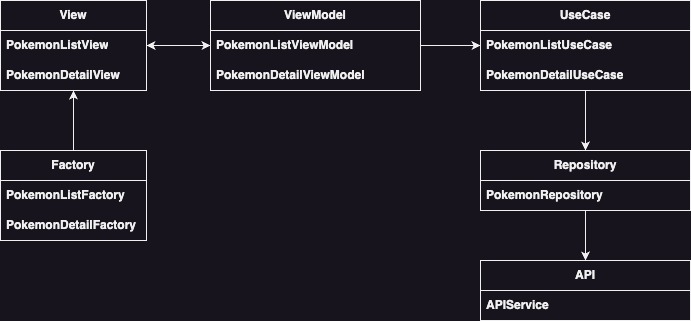 View
PokemonListView
PokemonDetailView
ViewModel
PokemonListViewModel
PokemonDetailViewModel
UseCase
PokemonListUseCase
PokemonDetailUseCase
Factory
PokemonListFactory
PokemonDetailFactory
Repository
PokemonRepository
API
APIService